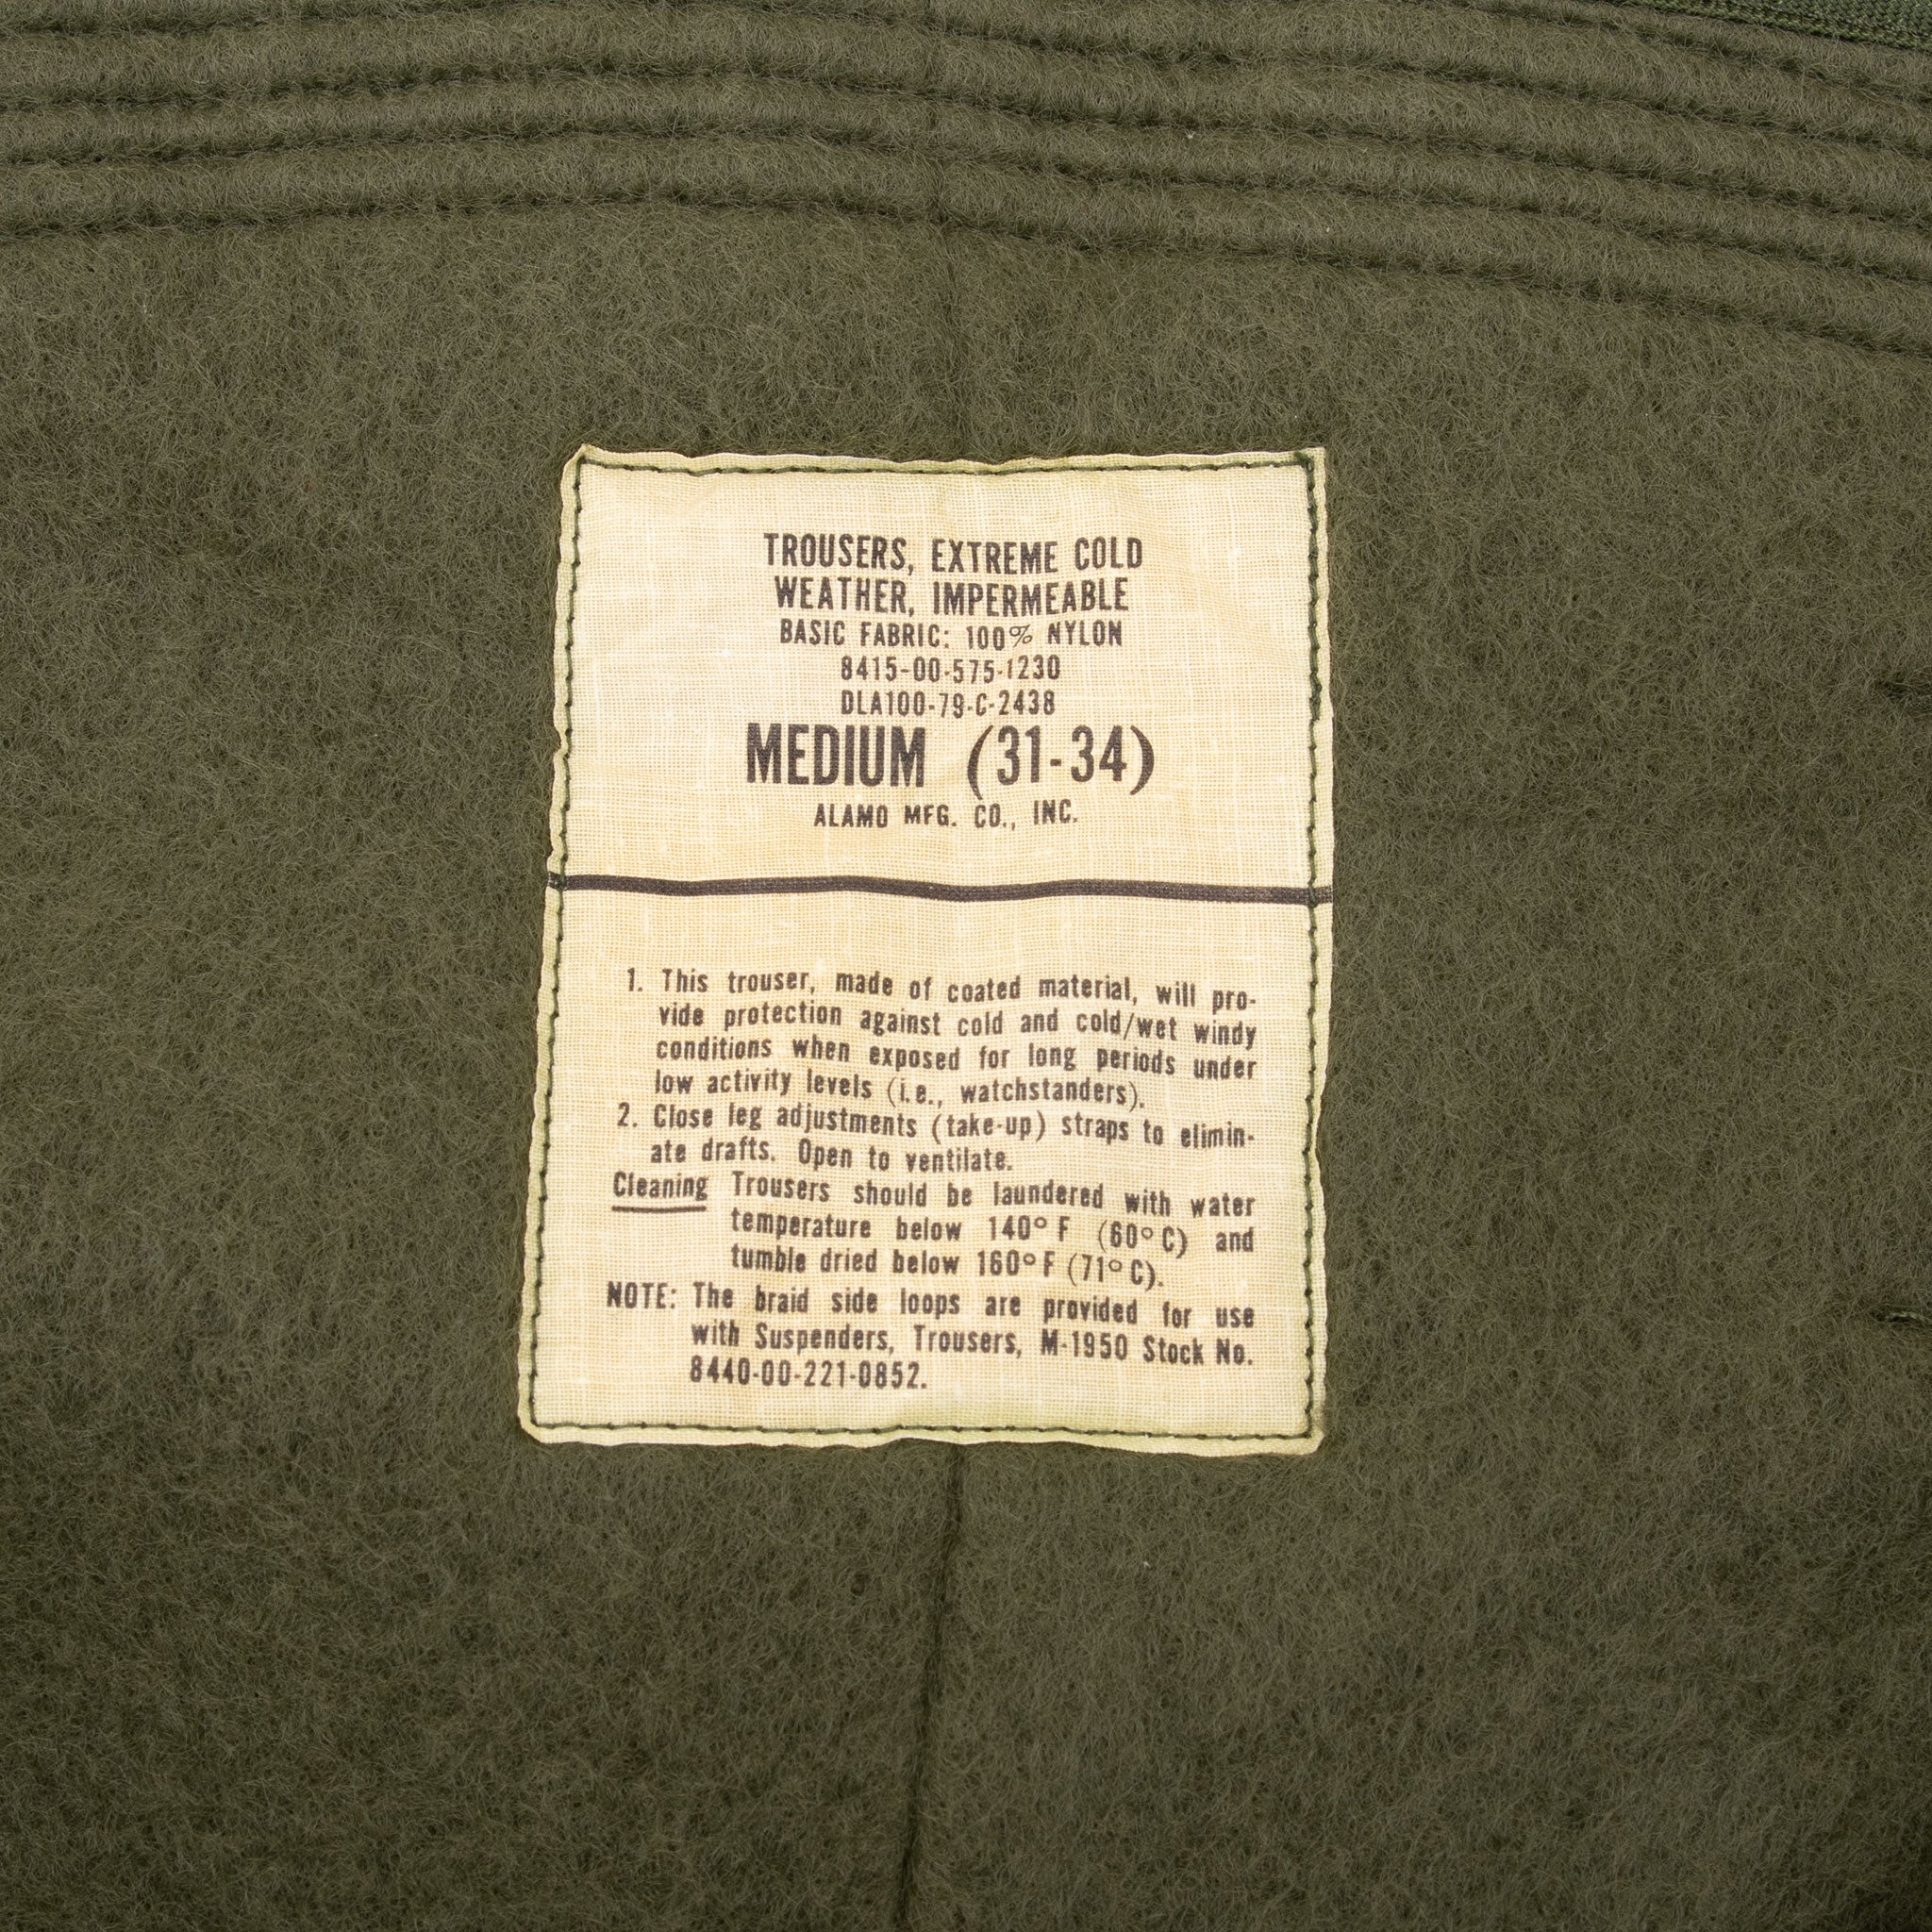 TROUSERS, EXTREME COLD
WEATHER, IMPERMEABLE
BASIC FABRIC: 100% NYLON
8415-00-575-1230
DLA100-79-C-2438
MEDIUM (31-34)
ALAMO MFG. CO., INC.
1. This trouser, made of coated material, will pro-
vide protection against cold and cold/wet windy
conditions when exposed for long periods under
low activity levels (i.e., watchstanders).
2. Close leg adjustments (take-up) straps to elimin-
ate drafts. Open to ventilate.
Cleaning Trousers should be laundered with water
temperature below 140° F (60° C) and
tumble dried below 160° F (71° C).
NOTE: The braid side loops are provided for use
with Suspenders, Trousers, M-1950 Stock No.
8440-00-221-0852.